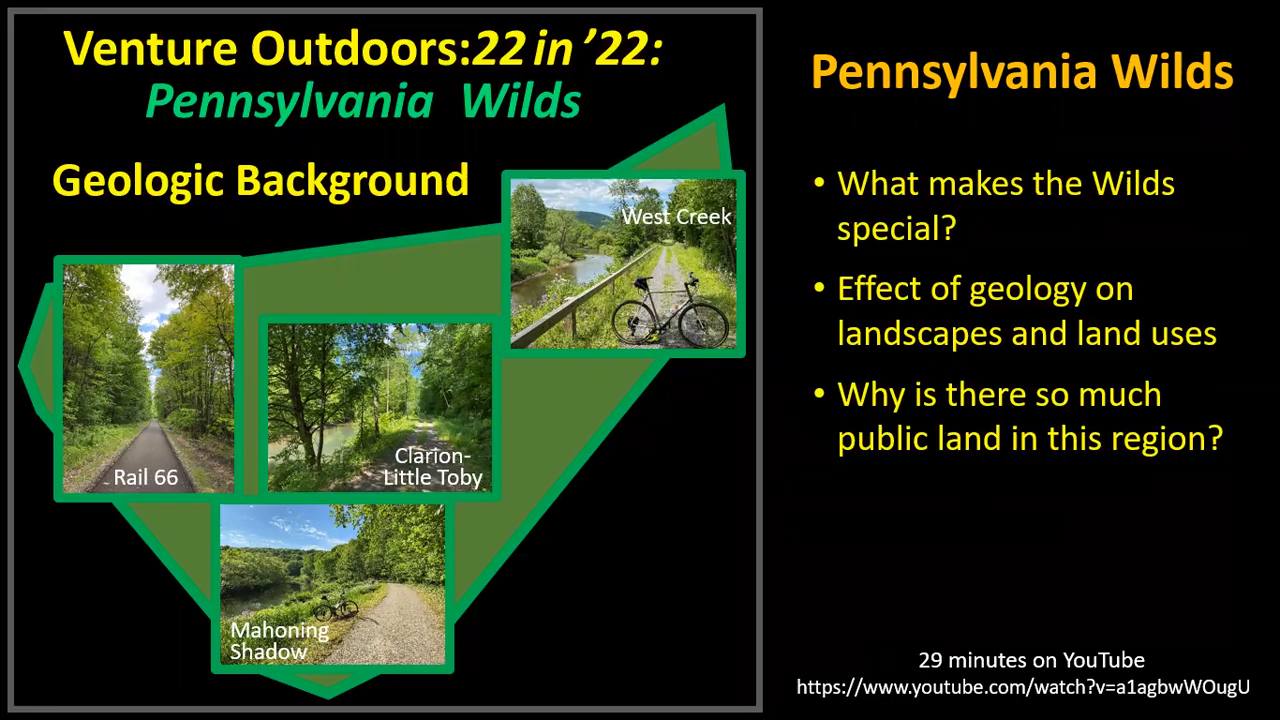 Venture Outdoors:22 in ’22:
Pennsylvania Wilds
Geologic Background
West Creek
Rail 66
Clarion-
Little Toby
Mahoning
Shadow
Pennsylvania Wilds
• What makes the Wilds
special?
• Effect of geology on
landscapes and land uses
• Why is there so much
public land in this region?
29 minutes on YouTube
https://www.youtube.com/watch?v=a1agbwWOugU